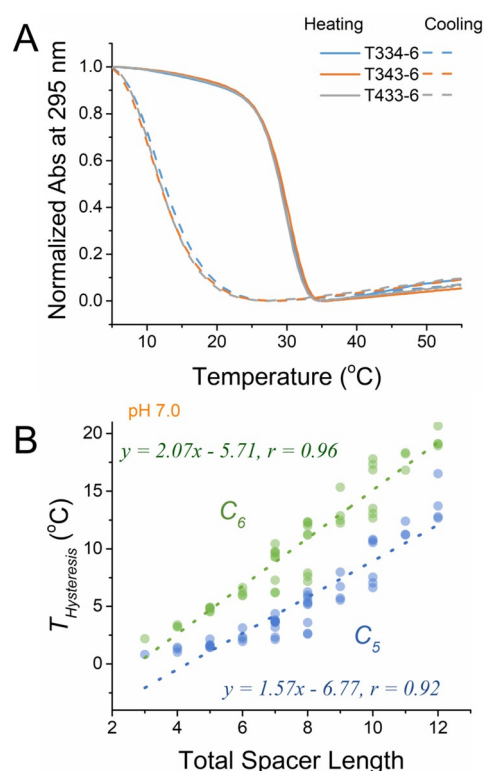 A
Heating Cooling
T334-6
T343-6
T433-6
Normalized Abs at 295 nm
1.0
0.8
0.6
0.4
0.2
0.0
10 20 30 40 50
Temperature (°C)
pH 7.0
B
y = 2.07x - 5.71, r = 0.96
C6
THysteresis (°C)
20
15
10
5
0
C5
y = 1.57x - 6.77, r = 0.92
2 4 6 8 10 12
Total Spacer Length